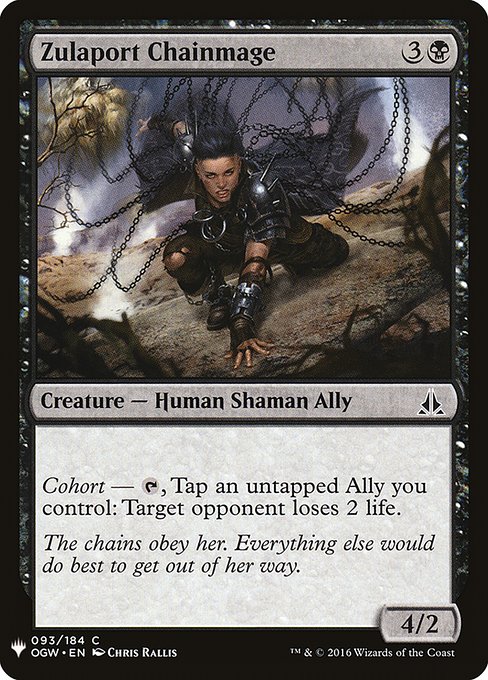 Zulaport Chainmage 3
Creature — Human Shaman Ally
Cohort — , Tap an untapped Ally you
control: Target opponent loses 2 life.
The chains obey her. Everything else would
do best to get out of her way.
4/2
093/184 C
OGW • EN Chris Rallis
™ & © 2016 Wizards of the Coast